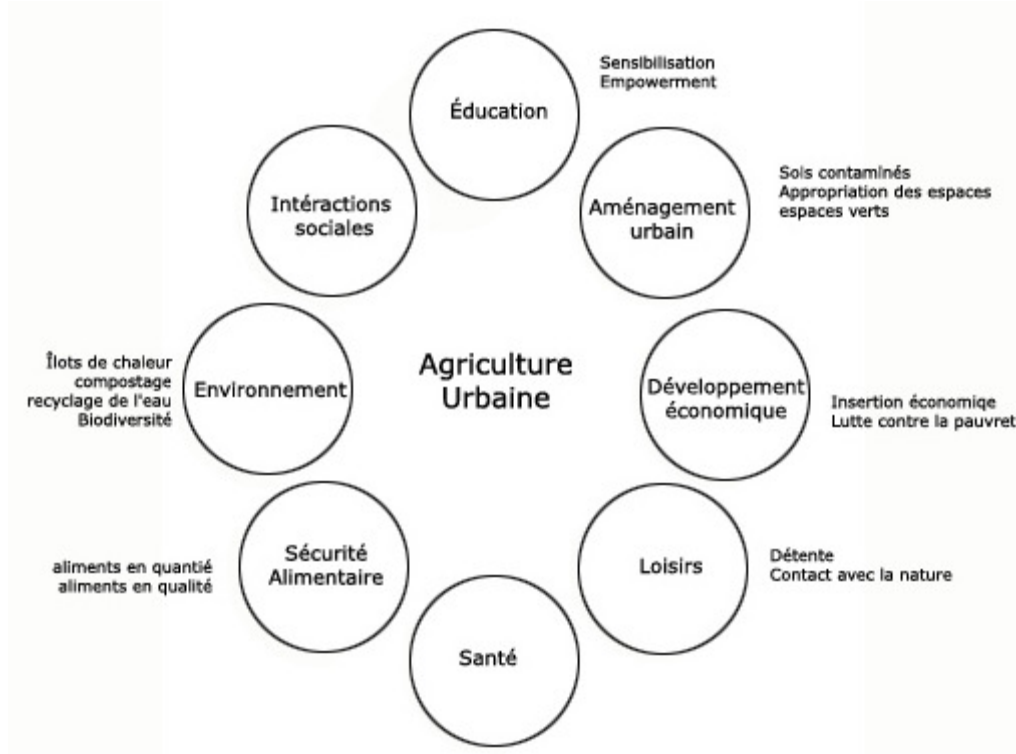 Éducation
Sensibilisation
Empowerment
Intéractions
sociales
Aménagement
urbain
Sols contaminés
Appropriation des espaces
espaces verts
Agriculture
Urbaine
Îlots de chaleur
compostage
recyclage de l'eau
Biodiversité
Environnement
Développement
économique
Insertion économiqe
Lutte contre la pauvret
aliments en quantié
aliments en qualité
Sécurité
Alimentaire
Loisirs
Détente
Contact avec la nature
Santé